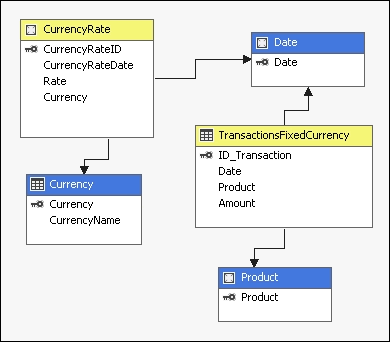 CurrencyRate
CurrencyRateID
CurrencyRateDate
Rate
Currency
Date
Date
TransactionsFixedCurrency
ID_Transaction
Date
Product
Amount
Currency
Currency
CurrencyName
Product
Product